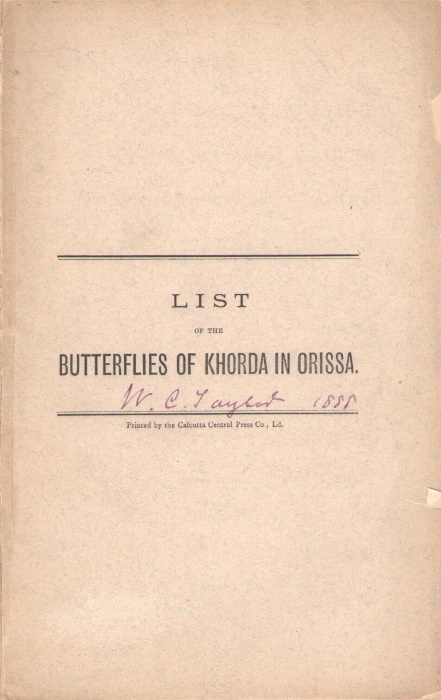 LIST
OF THE
BUTTERFLIES OF KHORDA IN ORISSA.
W. C. Taylor 1888
Printed by the Calcutta Central Press Co., Ld.